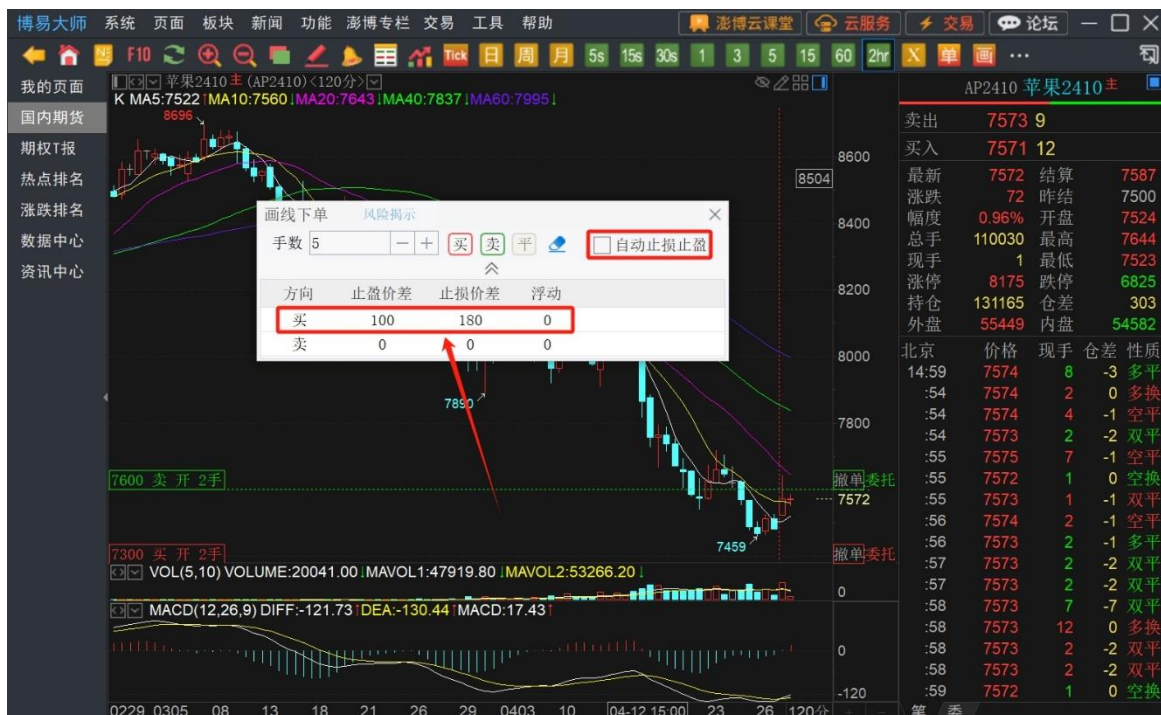 博易大师 系统 页面 板块 新闻 功能 澎博专栏 交易 工具 帮助 澎博云课堂 云服务 交易 论坛
F10 Tick 日 周 月 5s 15s 30s 1 3 5 15 60 2hr X 单 画 ···
我的页面
国内期货
期权T报
热点排名
涨跌排名
数据中心
资讯中心
苹果2410主 (AP2410)<120分>
K MA5:7522↑MA10:7560↓MA20:7643↓MA40:7837↓MA60:7995↓
8696
8600
8504
8400
8200
8000
7800
7572
7890
7459
画线下单 风险揭示
手数 5 － ＋ 买 卖 平 自动止损止盈
方向 止盈价差 止损价差 浮动
买 100 180 0
卖 0 0 0
7600 卖 开 2手 撤单委托
7300 买 开 2手 撤单委托
VOL(5,10) VOLUME:20041.00↓MAVOL1:47919.80↓MAVOL2:53266.20↓
0
MACD(12,26,9) DIFF:-121.73↑DEA:-130.44↑MACD:17.43↑
0
-120
0229 0305 08 13 18 21 26 29 0403 10 04-12 15:00 23 26 120分 + −
AP2410 苹果2410主
卖出 7573 9
买入 7571 12
最新 7572 结算 7587
涨跌 72 昨结 7500
幅度 0.96% 开盘 7524
总手 110030 最高 7644
现手 1 最低 7523
涨停 8175 跌停 6825
持仓 131165 仓差 303
外盘 55449 内盘 54582
北京 价格 现手 仓差 性质
14:59 7574 8 -3 多平
:54 7574 2 0 多换
:54 7574 4 -1 空平
:54 7573 2 -2 双平
:55 7575 7 -1 空平
:55 7572 1 0 空换
:55 7573 1 -1 双平
:56 7574 2 -1 空平
:56 7573 2 -1 多平
:57 7573 2 -2 双平
:57 7573 2 -2 双平
:58 7573 7 -7 双平
:58 7573 12 0 多换
:58 7573 2 -2 双平
:58 7573 2 -2 双平
:59 7572 1 0 空换
笔 委